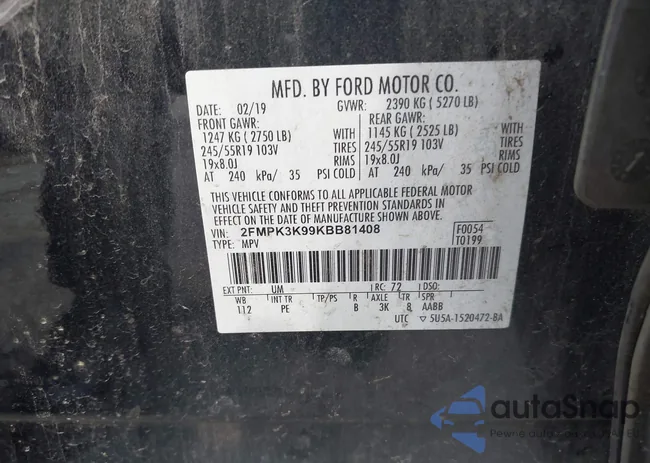 MFD. BY FORD MOTOR CO.
DATE: 02/19 GVWR: 2390 KG ( 5270 LB)
FRONT GAWR: REAR GAWR:
1247 KG ( 2750 LB) WITH 1145 KG ( 2525 LB) WITH
245/55R19 103V TIRES 245/55R19 103V TIRES
19x8.0J RIMS 19x8.0J RIMS
AT 240 kPa/ 35 PSI COLD AT 240 kPa/ 35 PSI COLD
THIS VEHICLE CONFORMS TO ALL APPLICABLE FEDERAL MOTOR
VEHICLE SAFETY AND THEFT PREVENTION STANDARDS IN
EFFECT ON THE DATE OF MANUFACTURE SHOWN ABOVE.
VIN: 2FMPK3K99KBB81408 F0054
TYPE: MPV T0199
EXT PNT: UM RC: 72 DSO:
WB INT TR TP/PS R AXLE TR SPR
112 PE B 3K 8 AABB
UTC ▽ 5U5A-1520472-BA
autoSnap